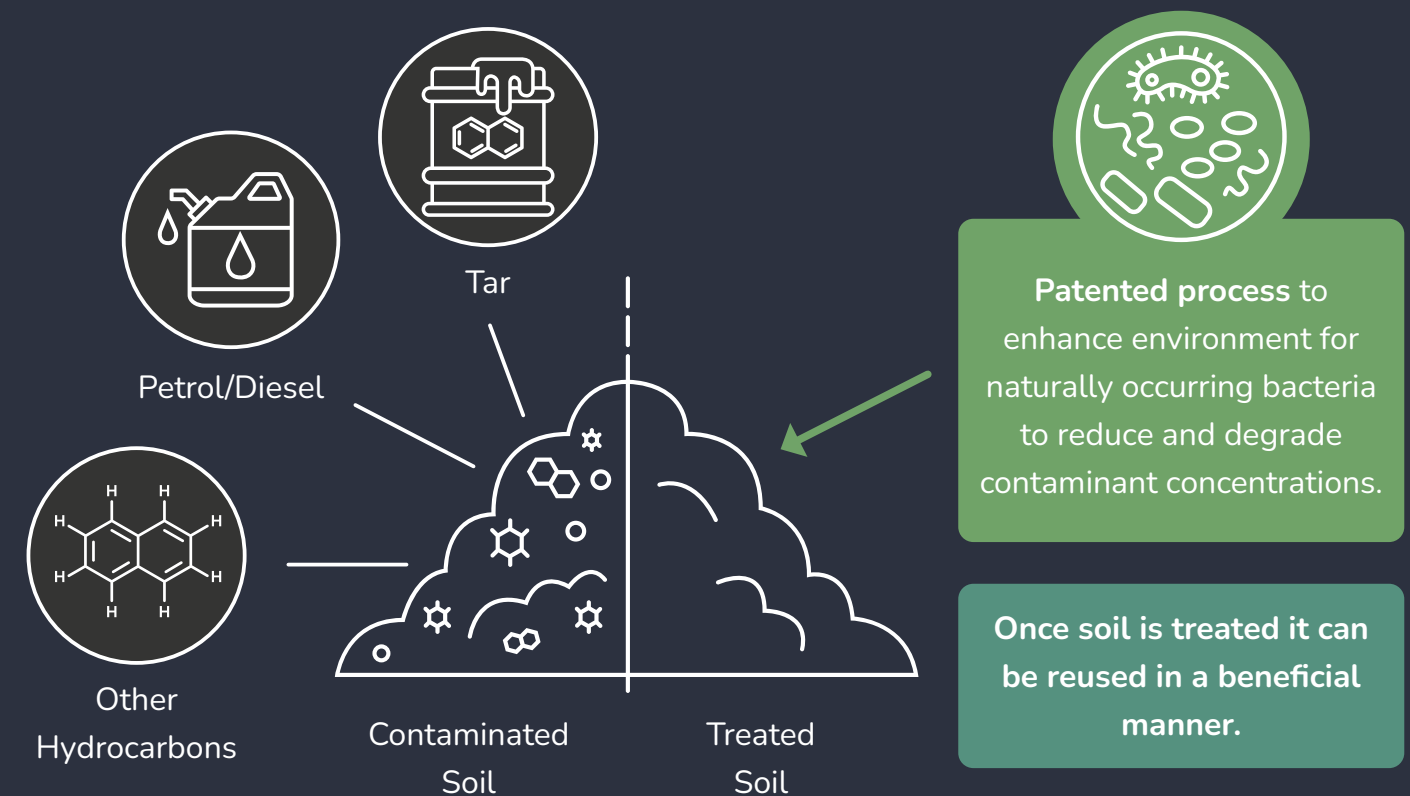 Tar
Petrol/Diesel
H H
H H
H H
H H
Other
Hydrocarbons
Contaminated
Soil
Treated
Soil
Patented process to
enhance environment for
naturally occurring bacteria
to reduce and degrade
contaminant concentrations.
Once soil is treated it can
be reused in a beneficial
manner.